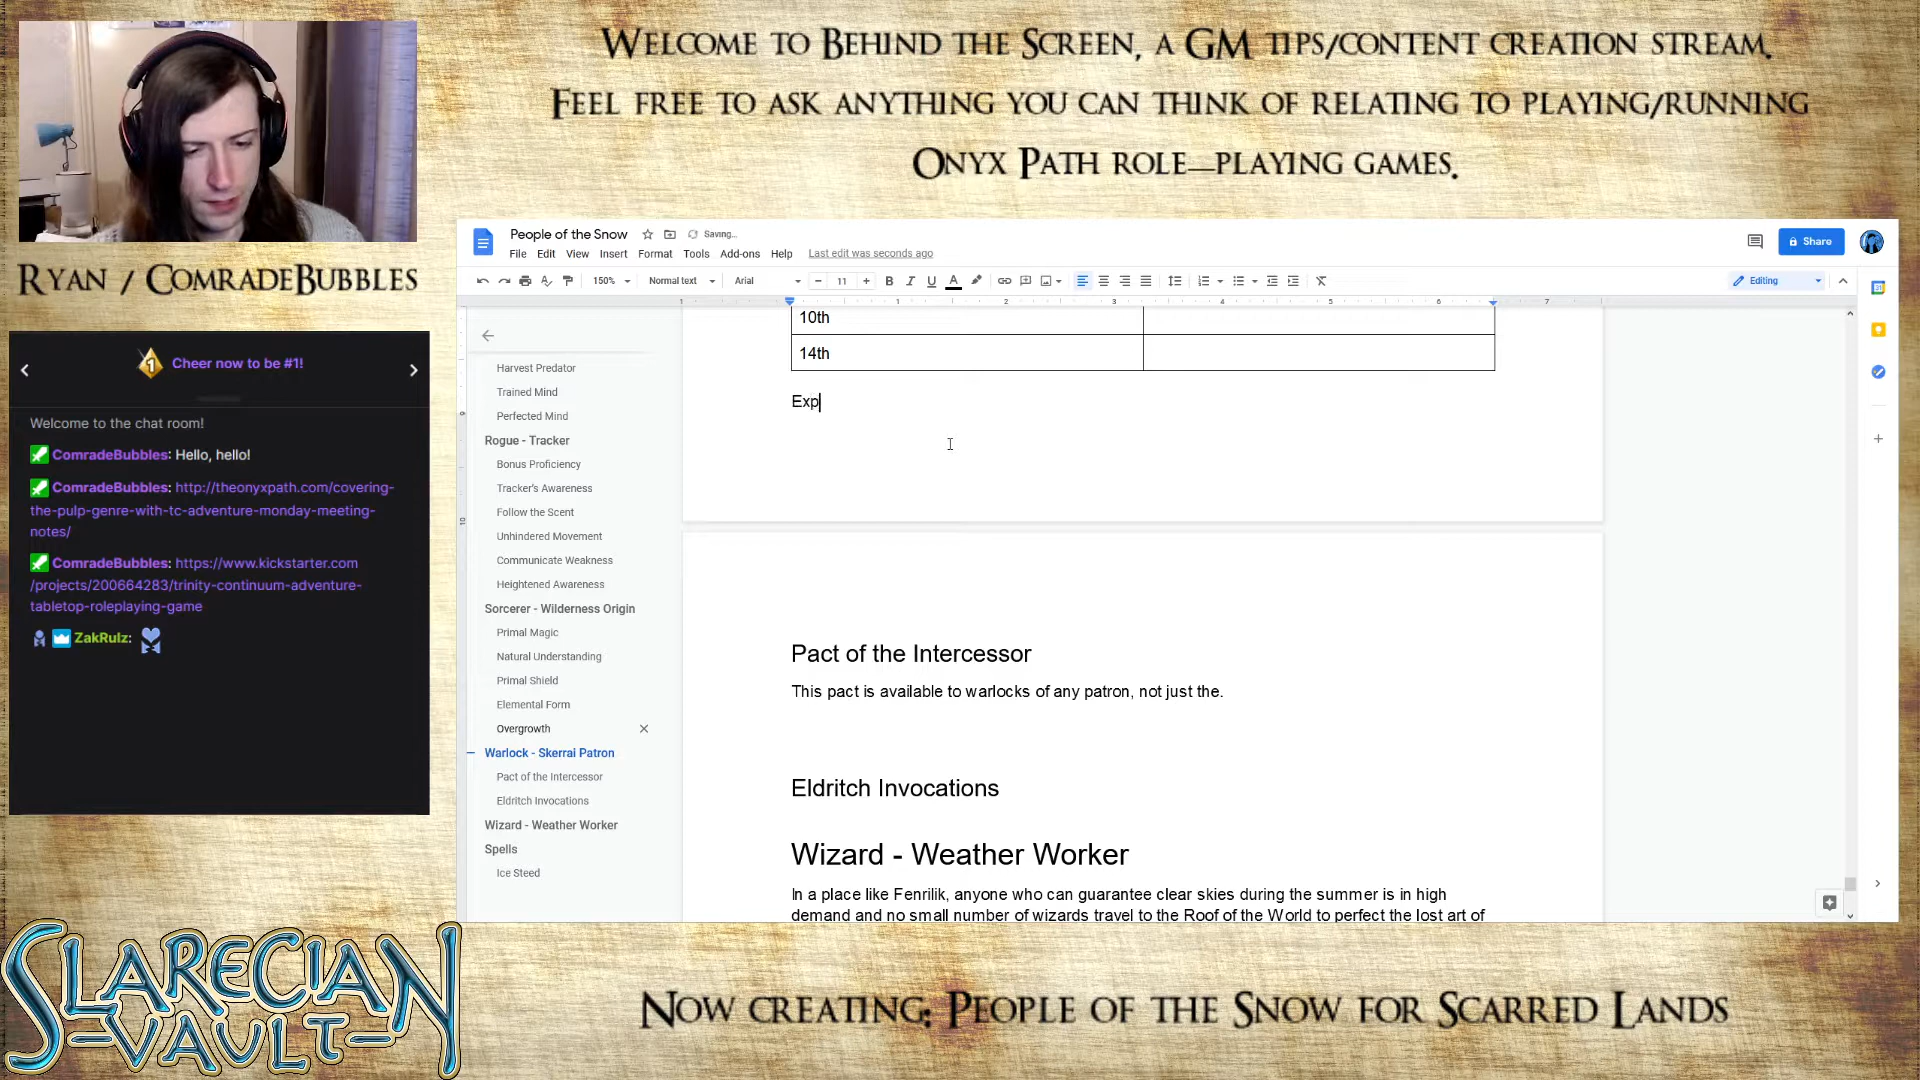 Welcome to Behind the Screen, a GM tips/content creation stream.
Feel free to ask anything you can think of relating to playing/running
Onyx Path role-playing games.
Ryan / ComradeBubbles
Cheer now to be #1!
Welcome to the chat room!
ComradeBubbles: Hello, hello!
ComradeBubbles: http://theonyxpath.com/covering-
the-pulp-genre-with-tc-adventure-monday-meeting-
notes/
ComradeBubbles: https://www.kickstarter.com
/projects/200664283/trinity-continuum-adventure-
tabletop-roleplaying-game
ZakRulz:
People of the Snow
Saving...
File Edit View Insert Format Tools Add-ons Help Last edit was seconds ago
Share
150% Normal text Arial 11 Editing
1 1 2 3 4 5 6 7
Harvest Predator
Trained Mind
Perfected Mind
Rogue - Tracker
Bonus Proficiency
Tracker's Awareness
Follow the Scent
Unhindered Movement
Communicate Weakness
Heightened Awareness
Sorcerer - Wilderness Origin
Primal Magic
Natural Understanding
Primal Shield
Elemental Form
Overgrowth
Warlock - Skerrai Patron
Pact of the Intercessor
Eldritch Invocations
Wizard - Weather Worker
Spells
Ice Steed
9
10
10th
14th
Exp
Pact of the Intercessor
This pact is available to warlocks of any patron, not just the.
Eldritch Invocations
Wizard - Weather Worker
In a place like Fenrilik, anyone who can guarantee clear skies during the summer is in high
demand and no small number of wizards travel to the Roof of the World to perfect the lost art of
Slarecian
Vault
Now creating: People of the Snow for Scarred Lands